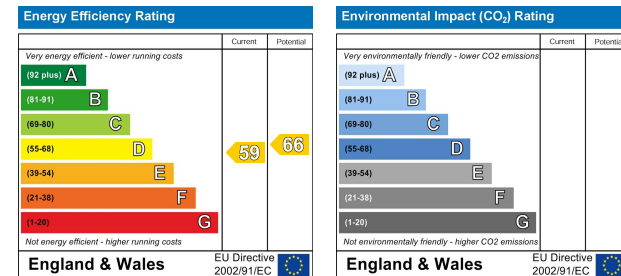 Energy Efficiency Rating
Current Potential
Very energy efficient - lower running costs
(92 plus) A
(81-91) B
(69-80) C
(55-68) D
(39-54) E
(21-38) F
(1-20) G
59
66
Not energy efficient - higher running costs
England & Wales
EU Directive
2002/91/EC
Environmental Impact (CO2) Rating
Current Potentia
Very environmentally friendly - lower CO2 emissions
(92 plus) A
(81-91) B
(69-80) C
(55-68) D
(39-54) E
(21-38) F
(1-20) G
Not environmentally friendly - higher CO2 emissions
England & Wales
EU Directive
2002/91/EC